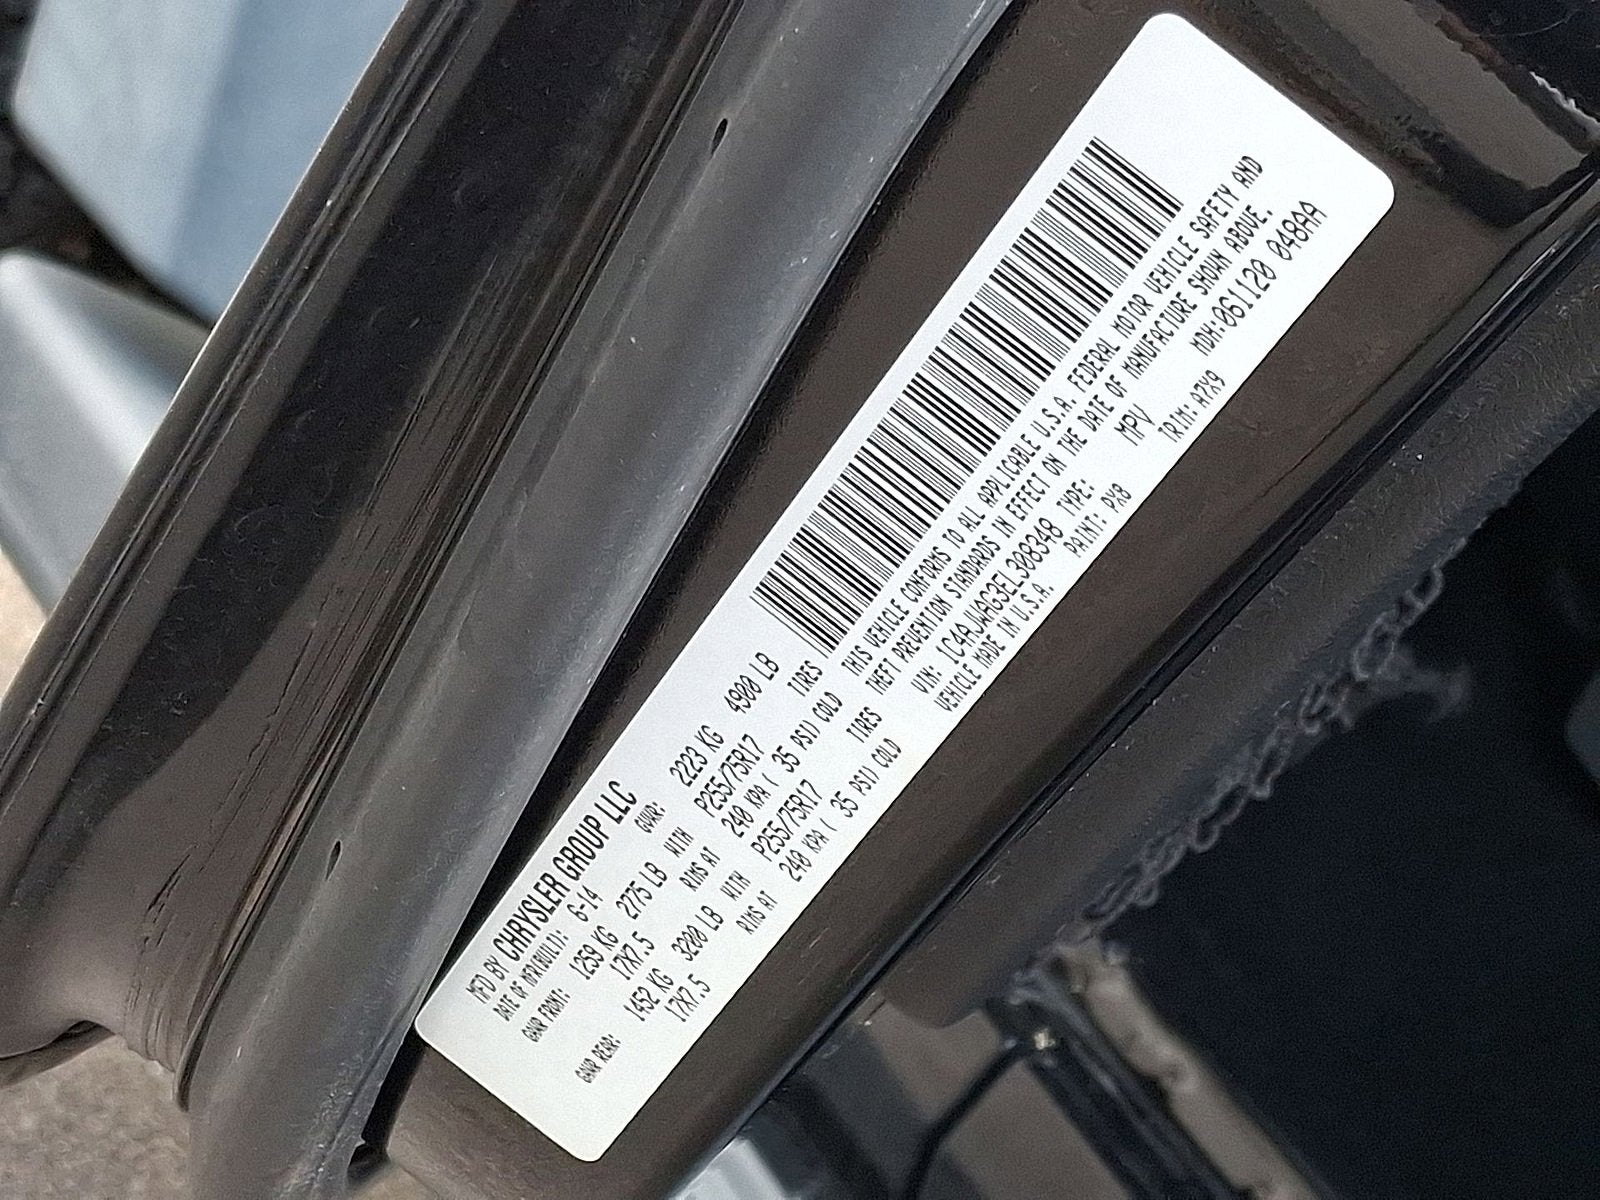 MFD BY CHRYSLER GROUP LLC
DATE OF MFR(BUILT): 6-14 GVWR: 2223 KG 4900 LB
GAWR FRONT: 1259 KG 2775 LB WITH P255/75R17 TIRES
17X7.5 RIMS AT 240 KPA( 35 PSI) COLD
GAWR REAR: 1452 KG 3200 LB WITH P255/75R17 TIRES
17X7.5 RIMS AT 240 KPA( 35 PSI) COLD
THIS VEHICLE CONFORMS TO ALL APPLICABLE U.S.A. FEDERAL MOTOR VEHICLE SAFETY AND
THEFT PREVENTION STANDARDS IN EFFECT ON THE DATE OF MANUFACTURE SHOWN ABOVE.
VIN: 1C4AJWAG3EL308348 TYPE: MPV MDH:061120 048AA
VEHICLE MADE IN U.S.A. PAINT: PX8 TRIM: A7X9